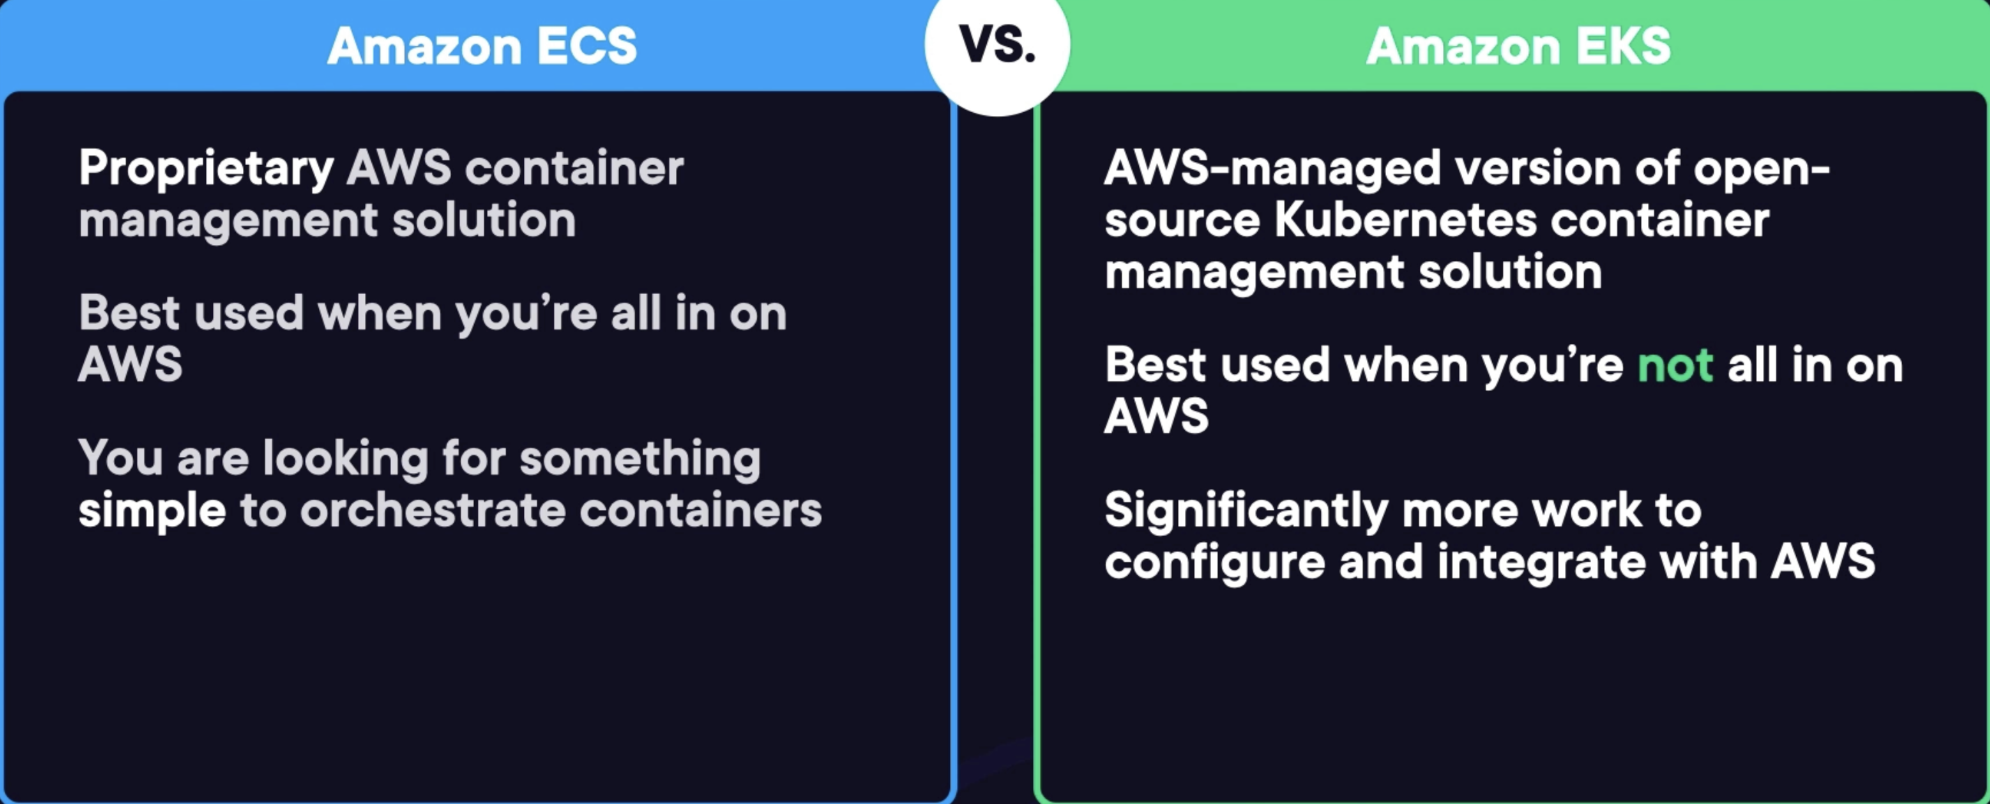 Amazon ECS
VS.
Amazon EKS
Proprietary AWS container
management solution
Best used when you’re all in on
AWS
You are looking for something
simple to orchestrate containers
AWS-managed version of open-
source Kubernetes container
management solution
Best used when you’re not all in on
AWS
Significantly more work to
configure and integrate with AWS